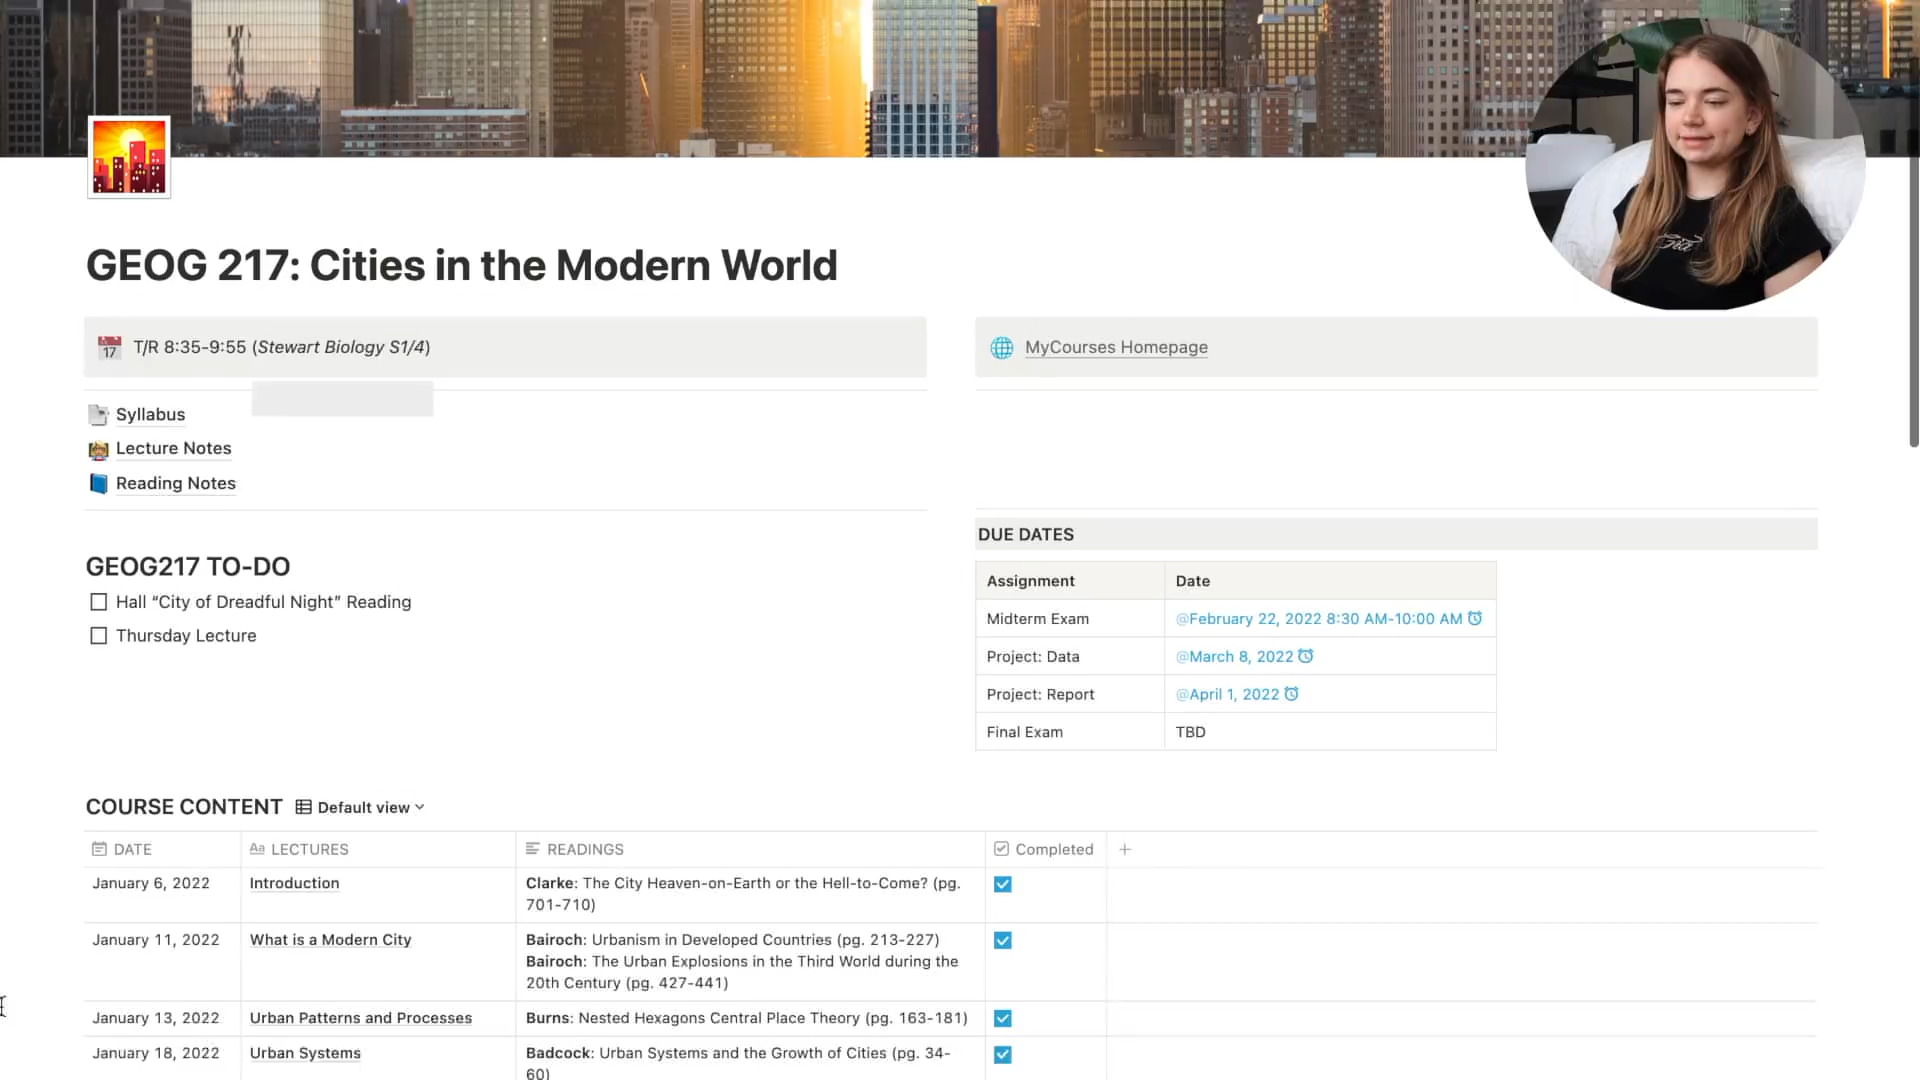 GEOG 217: Cities in the Modern World
17 T/R 8:35-9:55 (Stewart Biology S1/4)
MyCourses Homepage
Syllabus
Lecture Notes
Reading Notes
GEOG217 TO-DO
Hall “City of Dreadful Night” Reading
Thursday Lecture
DUE DATES
Assignment Date
Midterm Exam @February 22, 2022 8:30 AM-10:00 AM
Project: Data @March 8, 2022
Project: Report @April 1, 2022
Final Exam TBD
COURSE CONTENT Default view
DATE Aa LECTURES READINGS Completed +
January 6, 2022 Introduction Clarke: The City Heaven-on-Earth or the Hell-to-Come? (pg.
701-710)
January 11, 2022 What is a Modern City Bairoch: Urbanism in Developed Countries (pg. 213-227)
Bairoch: The Urban Explosions in the Third World during the
20th Century (pg. 427-441)
January 13, 2022 Urban Patterns and Processes Burns: Nested Hexagons Central Place Theory (pg. 163-181)
January 18, 2022 Urban Systems Badcock: Urban Systems and the Growth of Cities (pg. 34-
60)